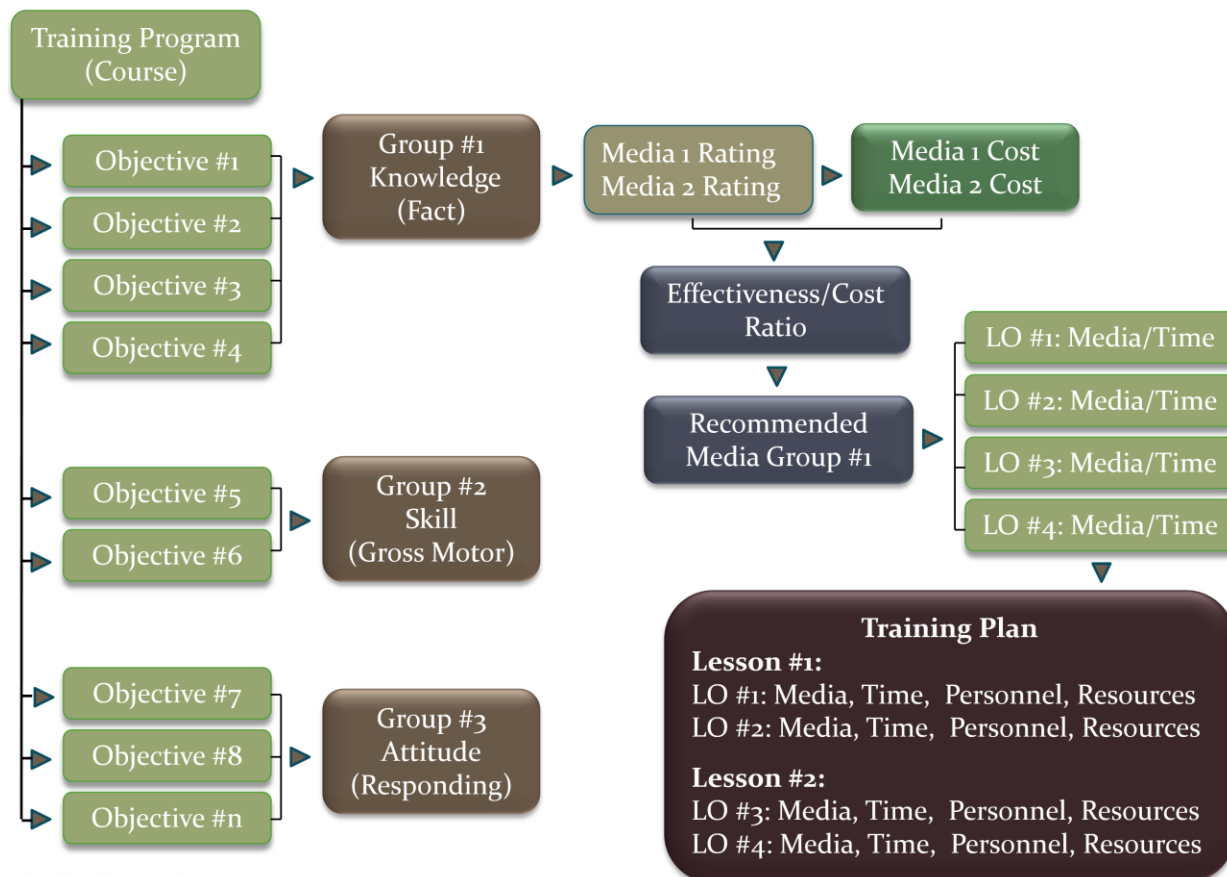 Training Program
(Course)
Objective #1
Objective #2
Objective #3
Objective #4
Group #1
Knowledge
(Fact)
Media 1 Rating
Media 2 Rating
Media 1 Cost
Media 2 Cost
Effectiveness/Cost
Ratio
Recommended
Media Group #1
LO #1: Media/Time
LO #2: Media/Time
LO #3: Media/Time
LO #4: Media/Time
Objective #5
Objective #6
Group #2
Skill
(Gross Motor)
Objective #7
Objective #8
Objective #n
Group #3
Attitude
(Responding)
Training Plan
Lesson #1:
LO #1: Media, Time, Personnel, Resources
LO #2: Media, Time, Personnel, Resources
Lesson #2:
LO #3: Media, Time, Personnel, Resources
LO #4: Media, Time, Personnel, Resources